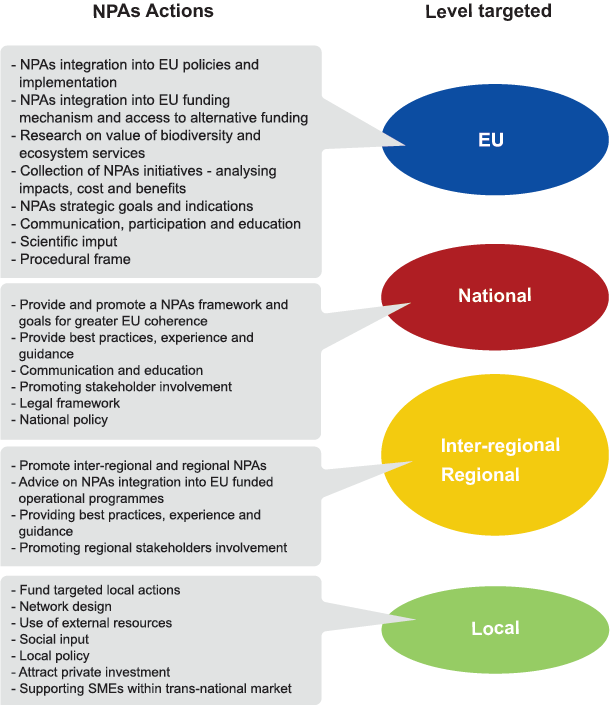 NPAs Actions
Level targeted
- NPAs integration into EU policies and
implementation
- NPAs integration into EU funding
mechanism and access to alternative funding
- Research on value of biodiversity and
ecosystem services
- Collection of NPAs initiatives - analysing
impacts, cost and benefits
- NPAs strategic goals and indications
- Communication, participation and education
- Scientific imput
- Procedural frame
EU
- Provide and promote a NPAs framework and
goals for greater EU coherence
- Provide best practices, experience and
guidance
- Communication and education
- Promoting stakeholder involvement
- Legal framework
- National policy
National
- Promote inter-regional and regional NPAs
- Advice on NPAs integration into EU funded
operational programmes
- Providing best practices, experience and
guidance
- Promoting regional stakeholders involvement
Inter-regional
Regional
- Fund targeted local actions
- Network design
- Use of external resources
- Social input
- Local policy
- Attract private investment
- Supporting SMEs within trans-national market
Local